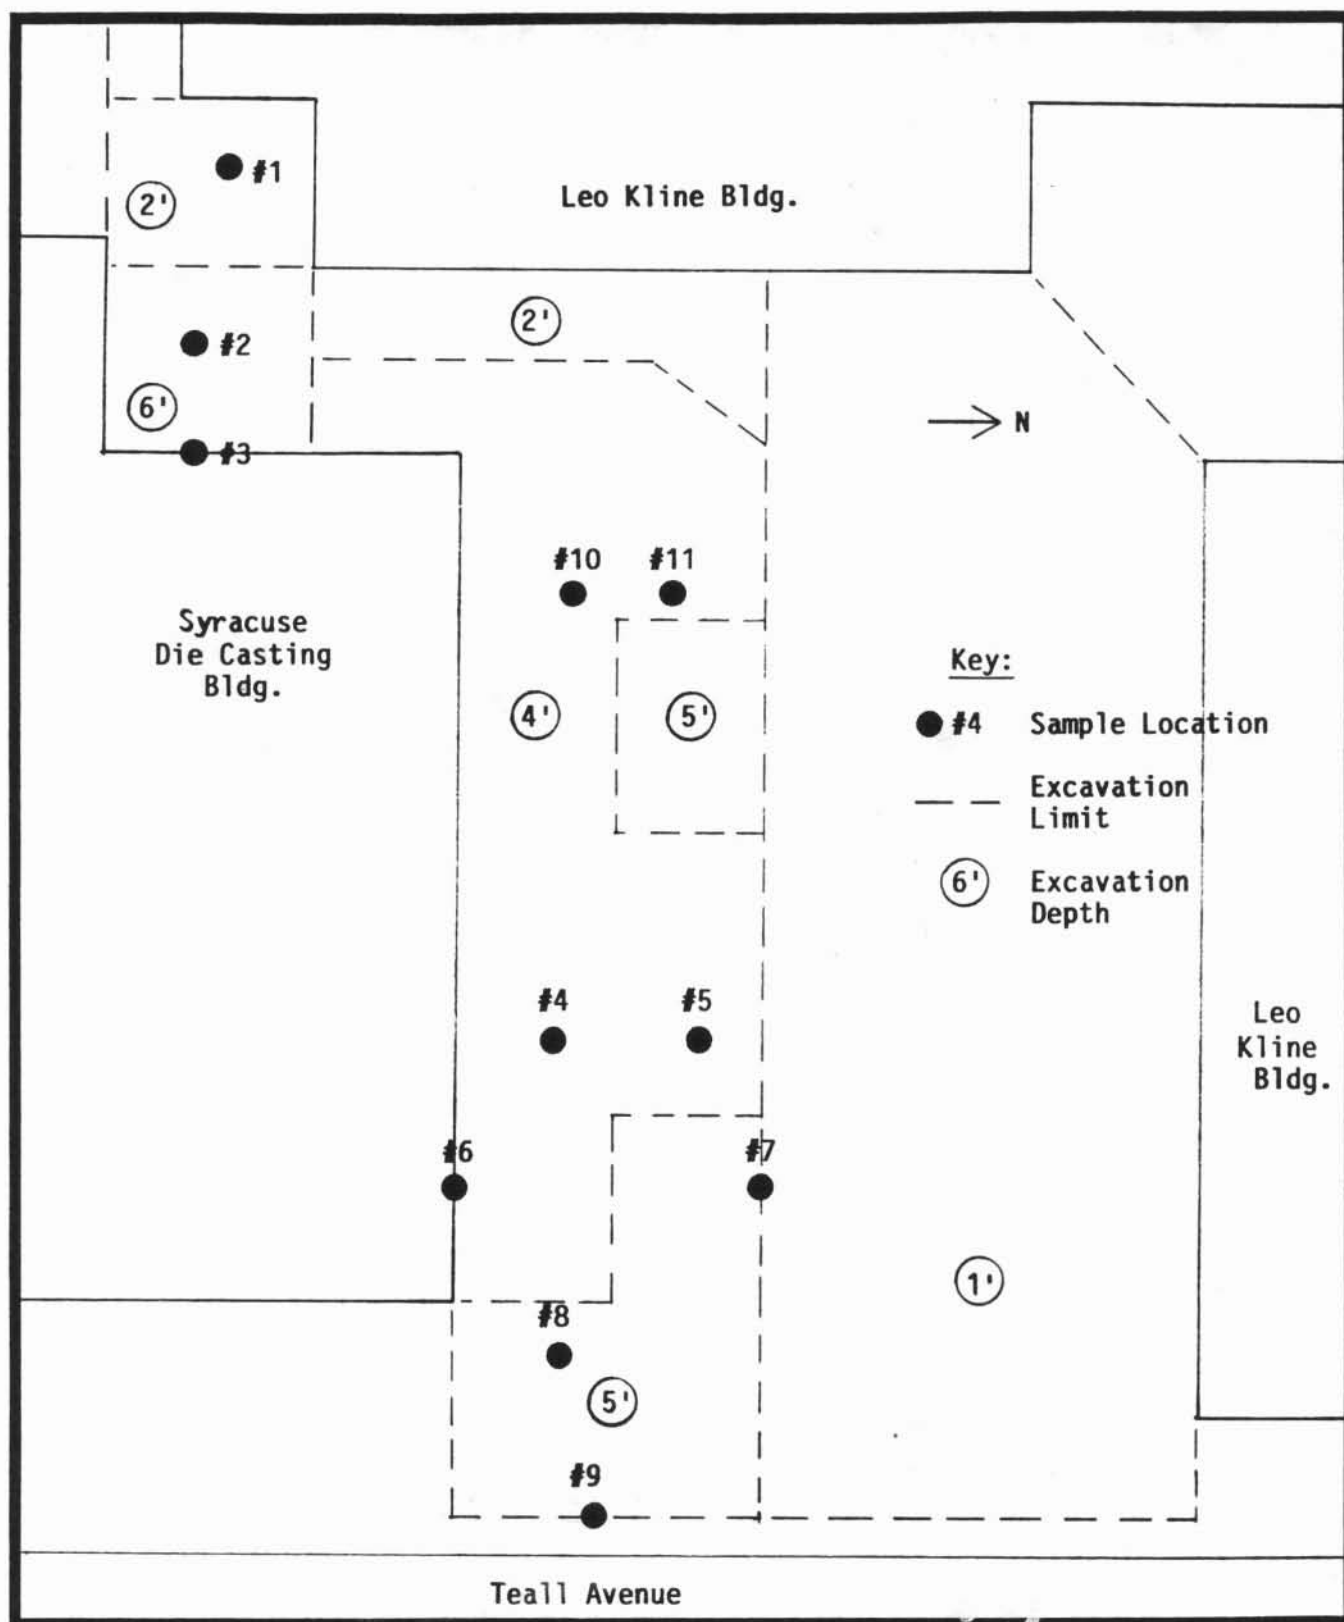 #1
2'
Leo Kline Bldg.
2'
#2
6'
#3
N
#10 #11
Syracuse
Die Casting
Bldg.
4'
5'
Key:
#4 Sample Location
Excavation
Limit
6' Excavation
Depth
#4 #5
Leo
Kline
Bldg.
#6 #7
1'
#8
5'
#9
Teall Avenue